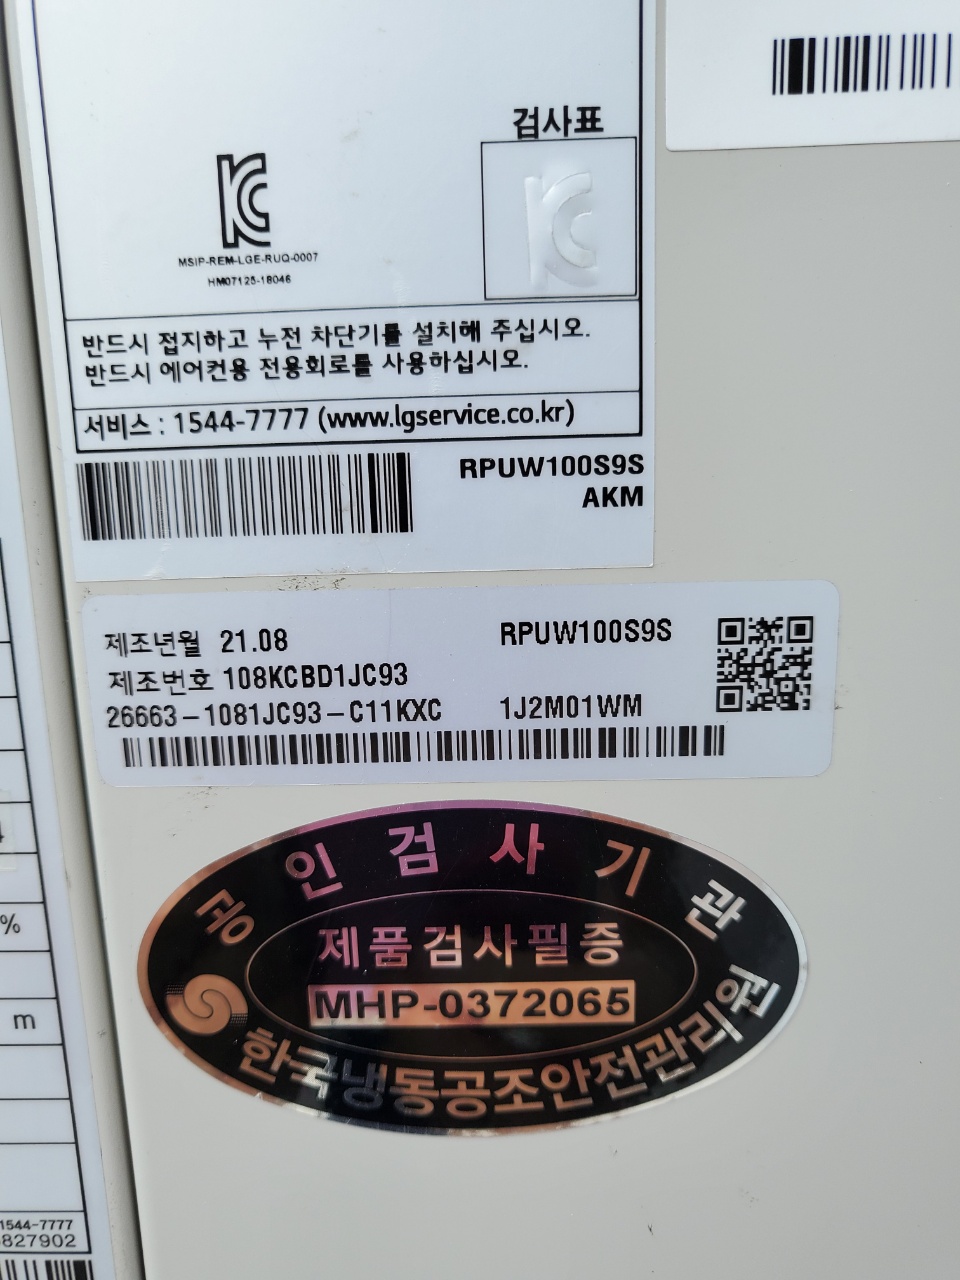 검사표
MSIP-REM-LGE-RUQ-0007
HM07125-18046
반드시 접지하고 누전 차단기를 설치해 주십시오.
반드시 에어컨용 전용회로를 사용하십시오.
서비스 : 1544-7777 (www.lgservice.co.kr)
RPUW100S9S
AKM
제조년월 21.08
RPUW100S9S
제조번호 108KCBD1JC93
26663-1081JC93-C11KXC 1J2M01WM
공인검사기관
제품검사필증
MHP-0372065
한국냉동공조안전관리원
%
m
1544-7777
827902